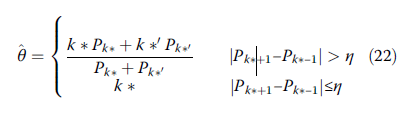 θ̂ = { (k * P_{k*} + k*′ P_{k*′}) / (P_{k*} + P_{k*′})    |P_{k*+1}–P_{k*−1}| > η    (22)
k *    |P_{k*+1}–P_{k*−1}|≤η